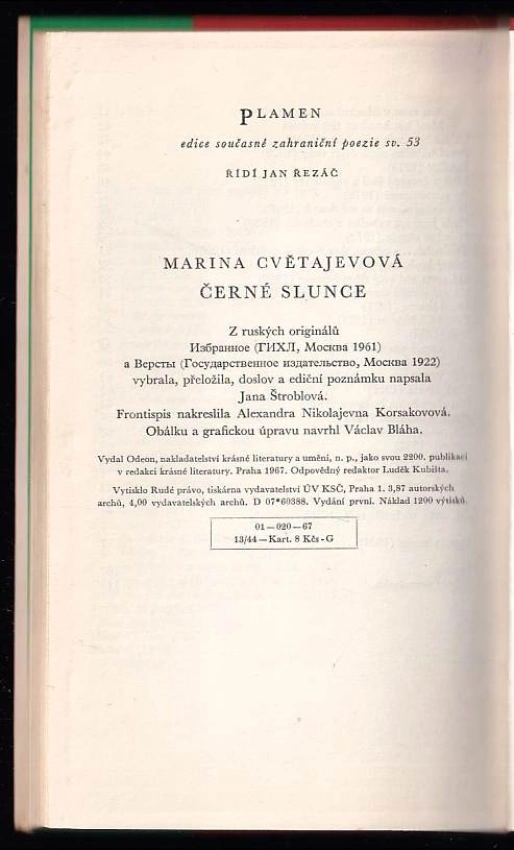 PLAMEN
edice současné zahraniční poezie sv. 53
ŘÍDÍ JAN ŘEZÁČ
MARINA CVĚTAJEVOVÁ
ČERNÉ SLUNCE
Z ruských originálů
Избранное (ГИХЛ, Москва 1961)
a Версты (Государственное издательство, Москва 1922)
vybrala, přeložila, doslov a ediční poznámku napsala
Jana Štroblová.
Frontispis nakreslila Alexandra Nikolajevna Korsakovová.
Obálku a grafickou úpravu navrhl Václav Bláha.
Vydal Odeon, nakladatelství krásné literatury a umění, n. p., jako svou 2200. publikaci
v redakci krásné literatury. Praha 1967. Odpovědný redaktor Luděk Kubišta.
Vytisklo Rudé právo, tiskárna vydavatelství ÚV KSČ, Praha 1. 3,87 autorských
archů, 4,00 vydavatelských archů. D 07*60388. Vydání první. Náklad 1200 výtisků.
01—020—67
13/44—Kart. 8 Kčs-G